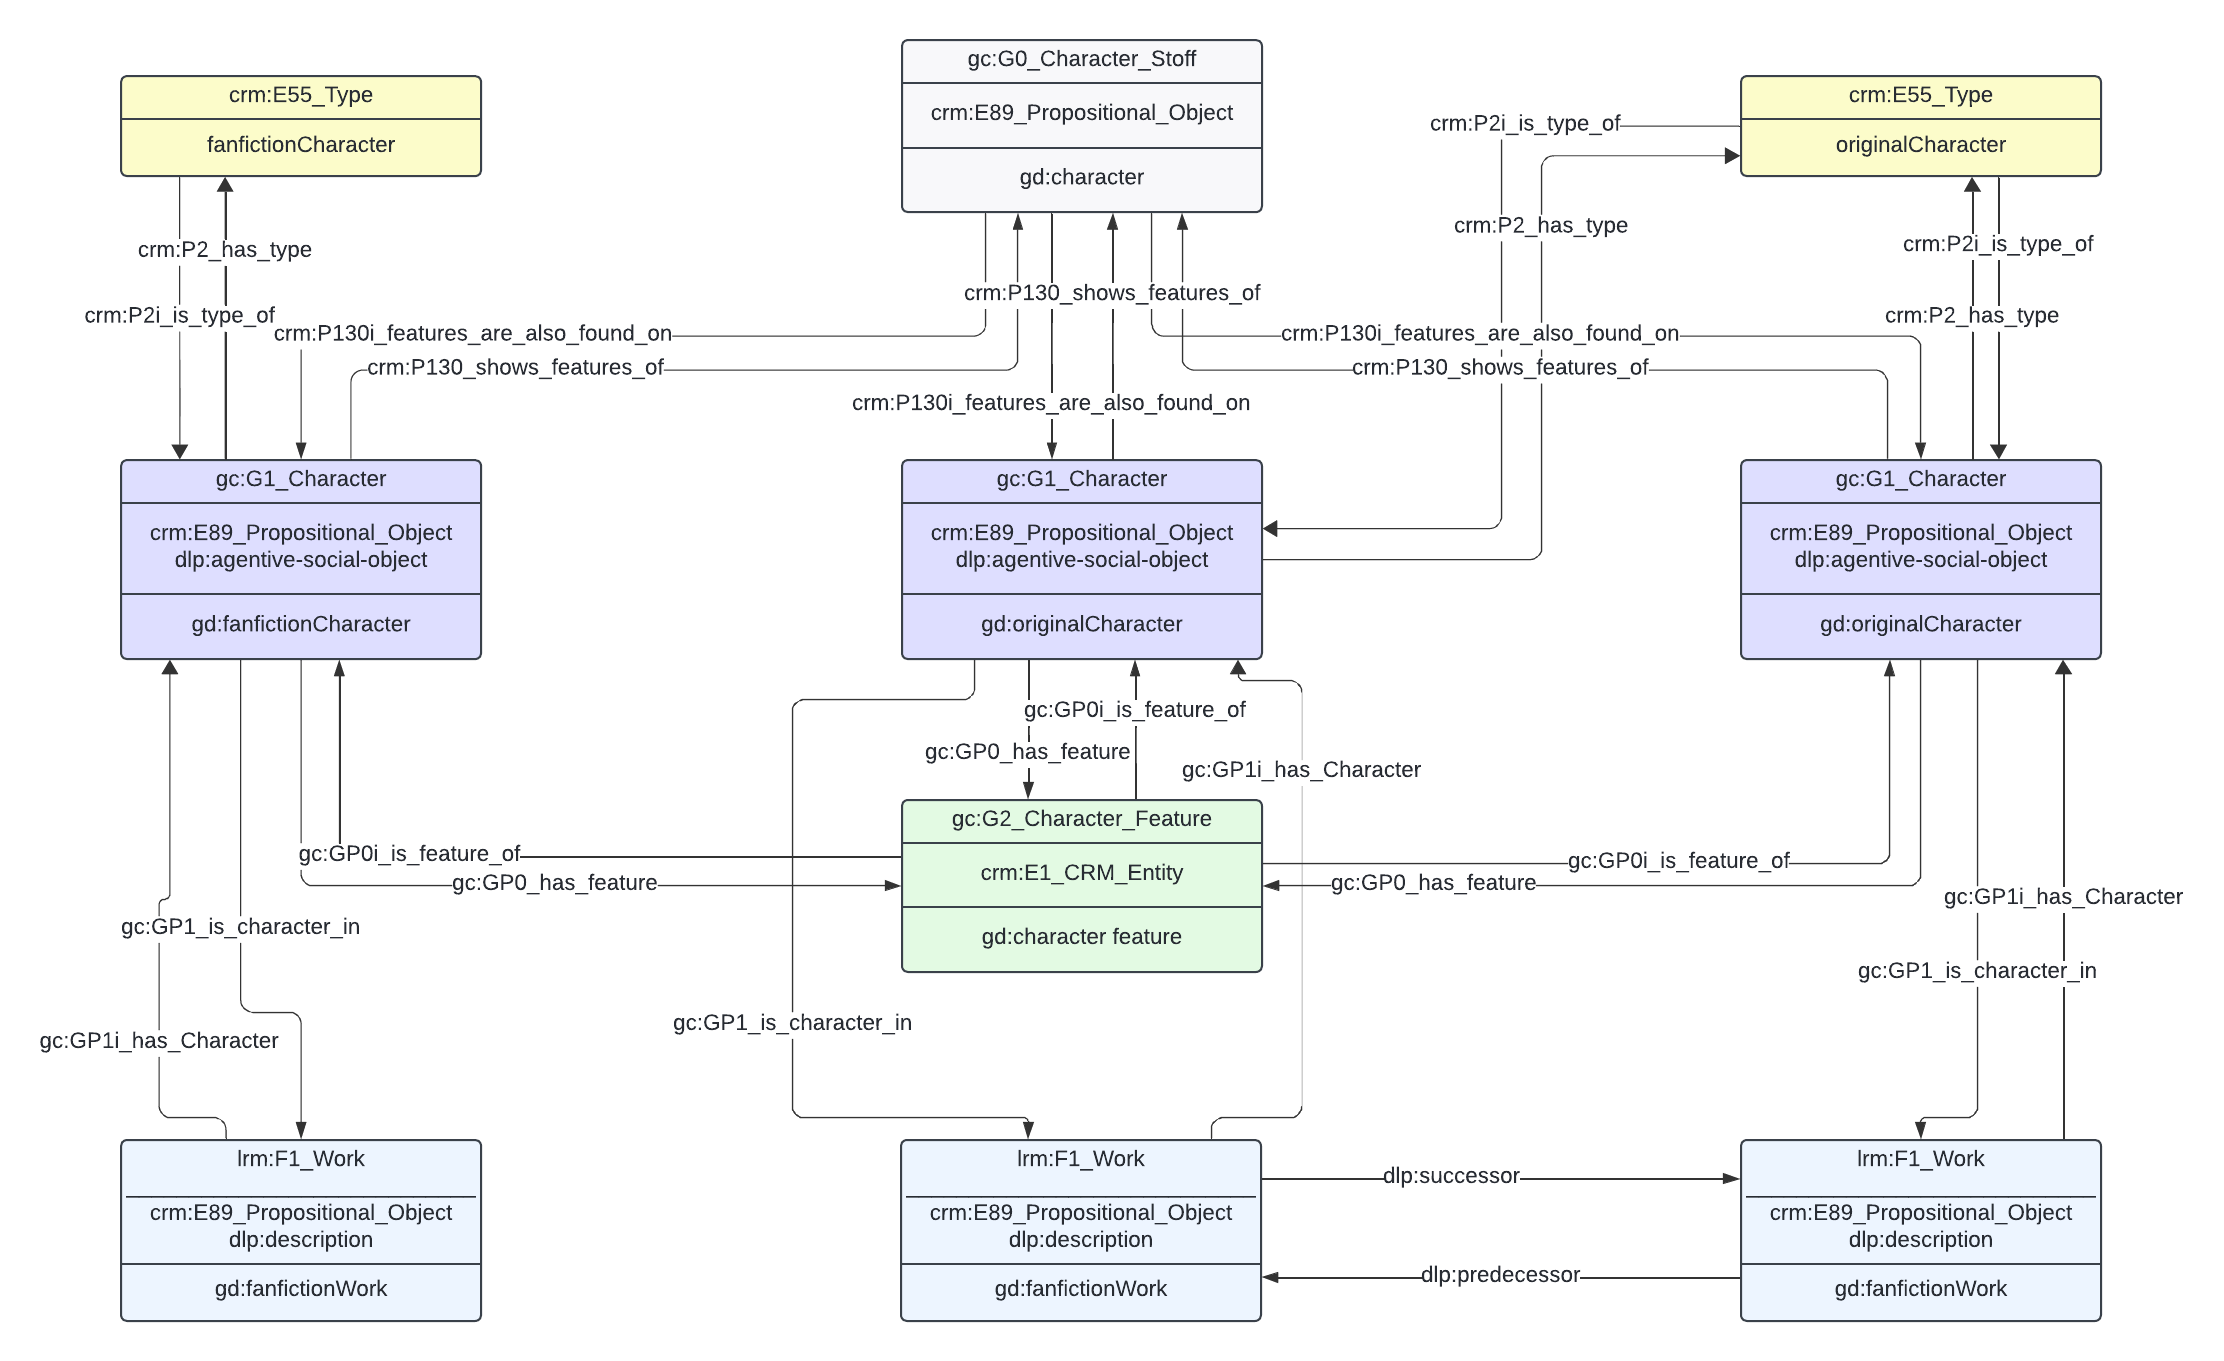 gc:G0_Character_Stoff
crm:E89_Propositional_Object
gd:character
crm:E55_Type
fanfictionCharacter
crm:E55_Type
originalCharacter
crm:P2i_is_type_of
crm:P2_has_type
crm:P2_has_type
crm:P2i_is_type_of
crm:P2i_is_type_of
crm:P130_shows_features_of
crm:P2_has_type
crm:P130i_features_are_also_found_on
crm:P130i_features_are_also_found_on
crm:P130_shows_features_of
crm:P130_shows_features_of
crm:P130i_features_are_also_found_on
gc:G1_Character
crm:E89_Propositional_Object
dlp:agentive-social-object
gd:fanfictionCharacter
gc:G1_Character
crm:E89_Propositional_Object
dlp:agentive-social-object
gd:originalCharacter
gc:G1_Character
crm:E89_Propositional_Object
dlp:agentive-social-object
gd:originalCharacter
gc:GP0i_is_feature_of
gc:GP0_has_feature
gc:GP1i_has_Character
gc:G2_Character_Feature
crm:E1_CRM_Entity
gd:character feature
gc:GP0i_is_feature_of
gc:GP0_has_feature
gc:GP0i_is_feature_of
gc:GP0_has_feature
gc:GP1i_has_Character
gc:GP1_is_character_in
gc:GP1_is_character_in
gc:GP1_is_character_in
gc:GP1i_has_Character
lrm:F1_Work
crm:E89_Propositional_Object
dlp:description
gd:fanfictionWork
lrm:F1_Work
crm:E89_Propositional_Object
dlp:description
gd:fanfictionWork
dlp:successor
dlp:predecessor
lrm:F1_Work
crm:E89_Propositional_Object
dlp:description
gd:fanfictionWork